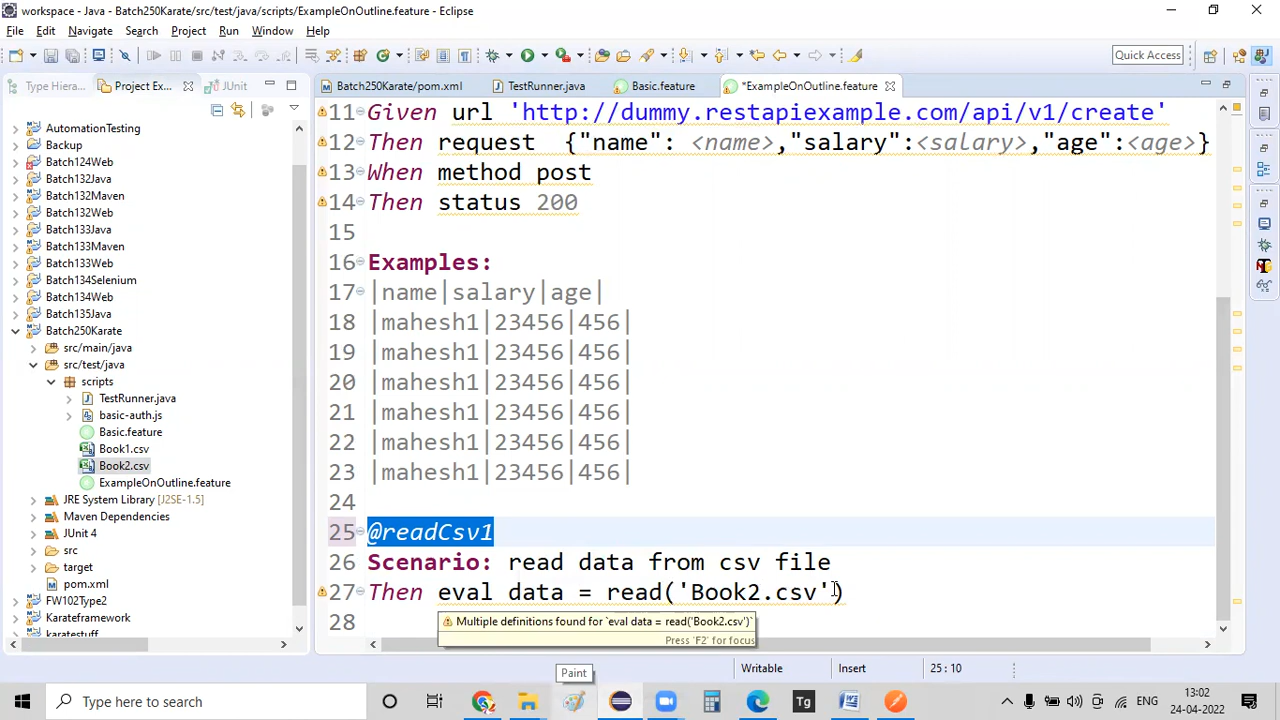 workspace - Java - Batch250Karate/src/test/java/scripts/ExampleOnOutline.feature - Eclipse
File Edit Navigate Search Project Run Window Help
Quick Access
Type Hierar... Project Ex... JUnit
Batch250Karate/pom.xml TestRunner.java Basic.feature *ExampleOnOutline.feature
AutomationTesting
Backup
Batch124Web
Batch132Java
Batch132Maven
Batch132Web
Batch133Java
Batch133Maven
Batch133Web
Batch134Selenium
Batch134Web
Batch135Java
Batch250Karate
src/main/java
src/test/java
scripts
TestRunner.java
basic-auth.js
Basic.feature
Book1.csv
Book2.csv
ExampleOnOutline.feature
JRE System Library [J2SE-1.5]
Maven Dependencies
JUnit 4
src
target
pom.xml
FW102Type2
Karateframework
karatestuff
11 Given url 'http://dummy.restapiexample.com/api/v1/create'
12 Then request {"name": <name>,"salary":<salary>,"age":<age>}
13 When method post
14 Then status 200
15
16 Examples:
17 |name|salary|age|
18 |mahesh1|23456|456|
19 |mahesh1|23456|456|
20 |mahesh1|23456|456|
21 |mahesh1|23456|456|
22 |mahesh1|23456|456|
23 |mahesh1|23456|456|
24
25 @readCsv1
26 Scenario: read data from csv file
27 Then eval data = read('Book2.csv')
28
Multiple definitions found for `eval data = read('Book2.csv')`
Press 'F2' for focus
Paint
Writable Insert 25 : 10
Type here to search
Tg
ENG
13:02
24-04-2022